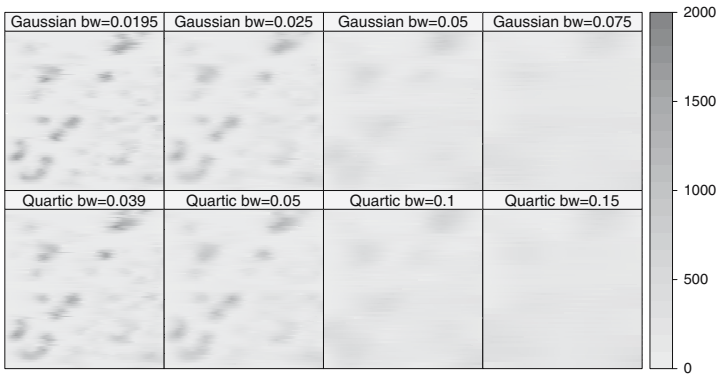 Gaussian bw=0.0195
Gaussian bw=0.025
Gaussian bw=0.05
Gaussian bw=0.075
Quartic bw=0.039
Quartic bw=0.05
Quartic bw=0.1
Quartic bw=0.15
2000
1500
1000
500
0